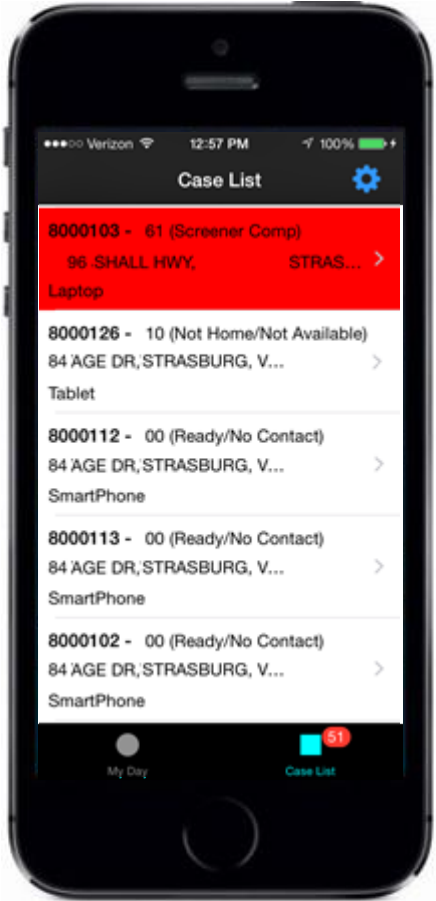 Verizon 12:57 PM 100%
Case List
8000103 - 61 (Screener Comp)
96 SHALL HWY, STRAS...
Laptop
8000126 - 10 (Not Home/Not Available)
84 AGE DR, STRASBURG, V...
Tablet
8000112 - 00 (Ready/No Contact)
84 AGE DR, STRASBURG, V...
SmartPhone
8000113 - 00 (Ready/No Contact)
84 AGE DR, STRASBURG, V...
SmartPhone
8000102 - 00 (Ready/No Contact)
84 AGE DR, STRASBURG, V...
SmartPhone
51
My Day Case List